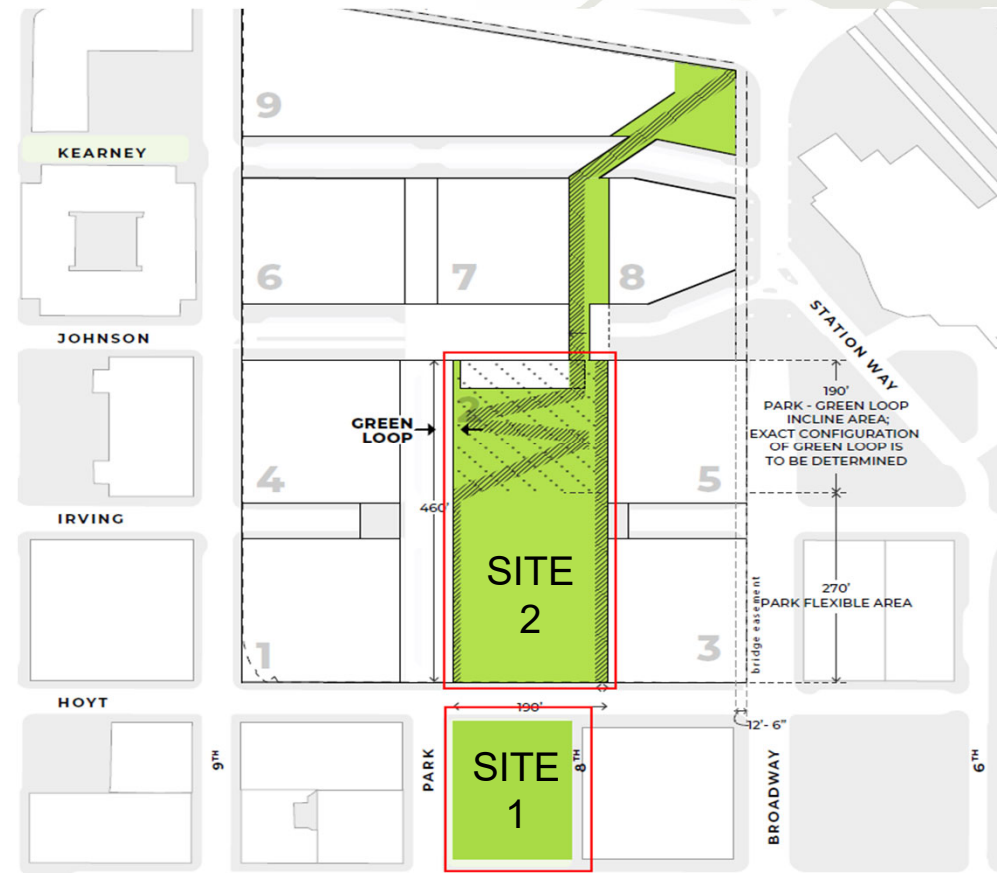 9
KEARNEY
6
7
8
JOHNSON
STATION WAY
190'
PARK - GREEN LOOP
INCLINE AREA;
EXACT CONFIGURATION
OF GREEN LOOP IS
TO BE DETERMINED
2
GREEN
LOOP
4
5
460'
IRVING
SITE
2
270'
PARK FLEXIBLE AREA
bridge easement
1
3
HOYT
190'
12'- 6"
9TH
PARK
SITE
1
8TH
BROADWAY
6TH